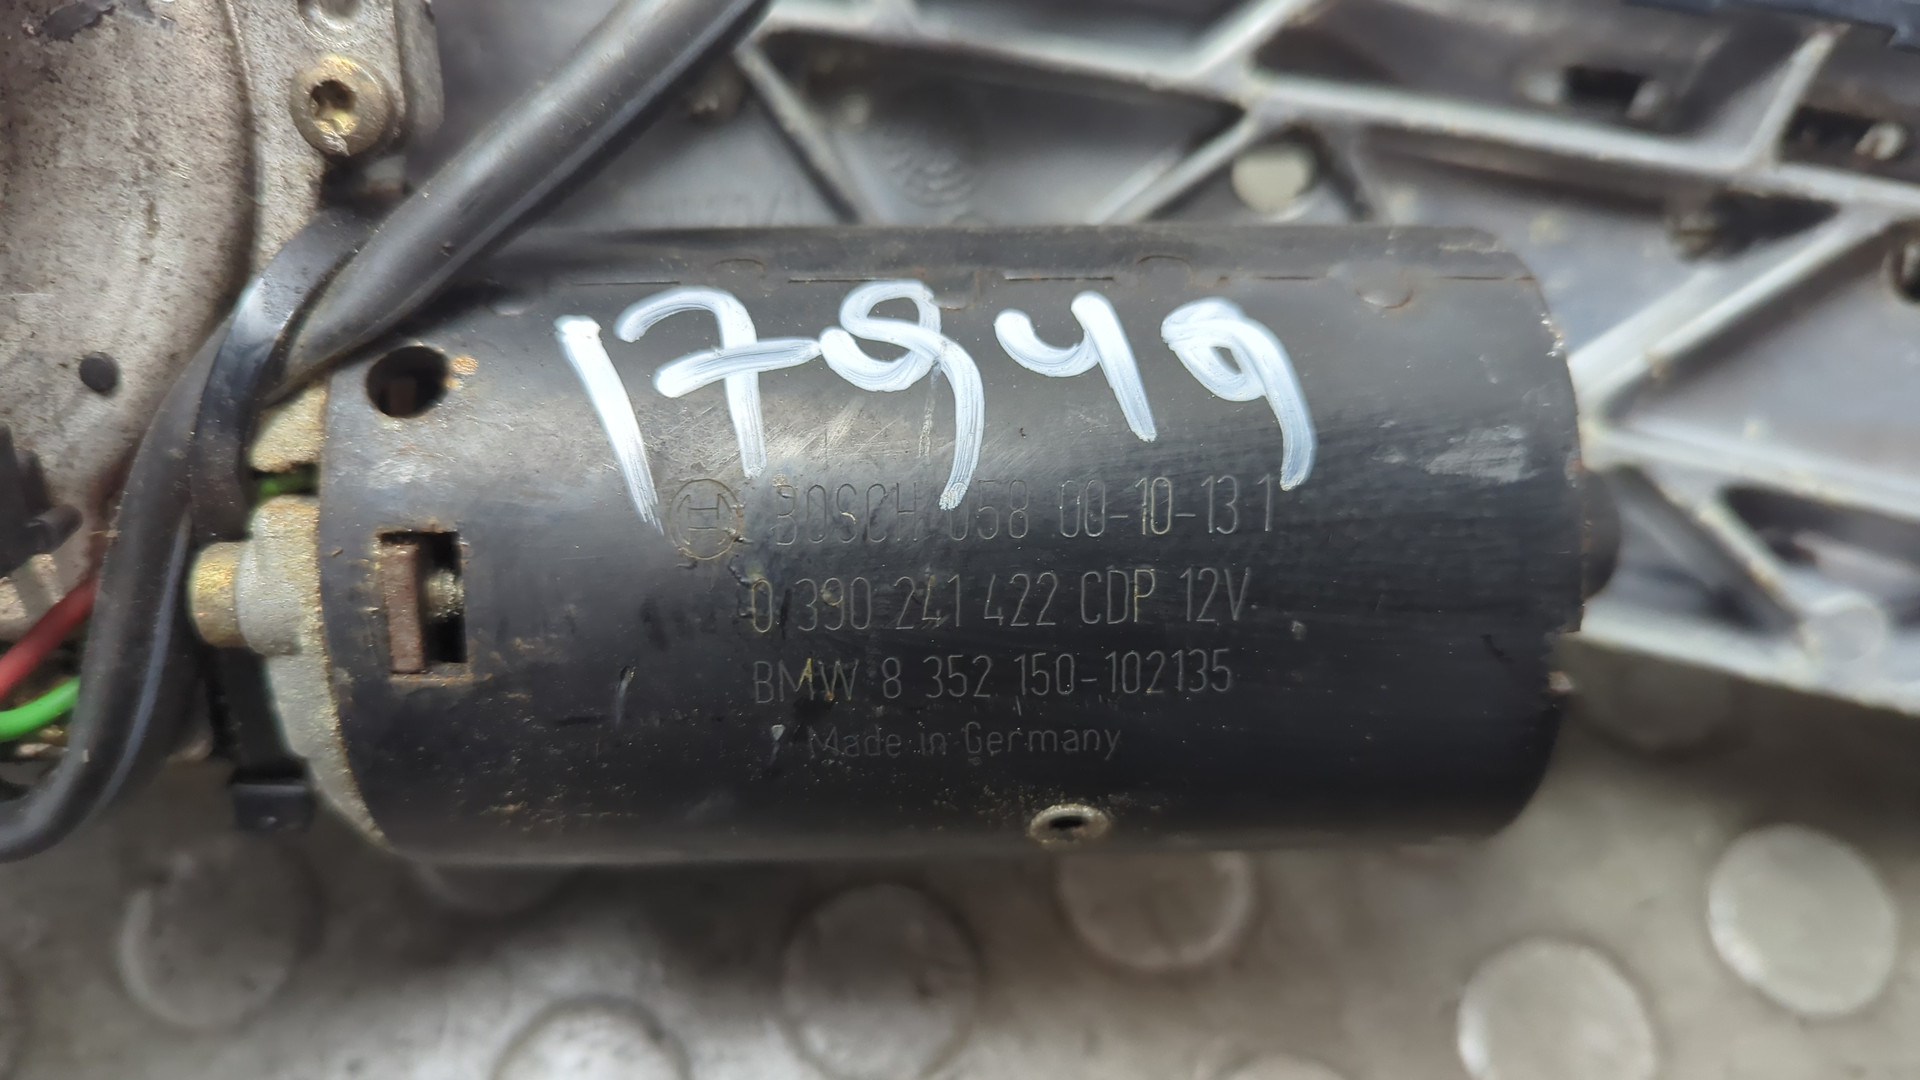 17949
BOSCH 058 00-10-13 1
0 390 241 422 CDP 12V
BMW 8 352 150-102135
Made in Germany